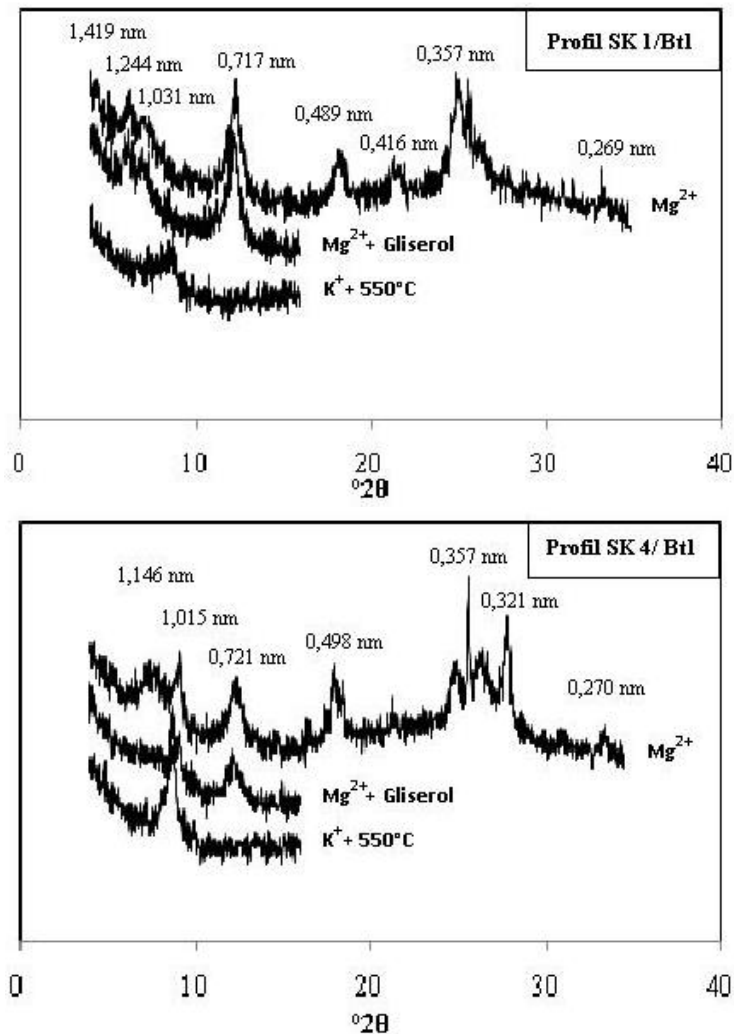 1,419 nm
Profil SK 1/Bt1
1,244 nm
0,717 nm
0,357 nm
1,031 nm
0,489 nm
0,416 nm
0,269 nm
Mg²⁺
Mg²⁺+ Gliserol
K⁺+ 550°C
0 10 20 30 40
°2θ
Profil SK 4/ Bt1
1,146 nm
0,357 nm
1,015 nm
0,321 nm
0,721 nm
0,498 nm
0,270 nm
Mg²⁺
Mg²⁺+ Gliserol
K⁺+ 550°C
0 10 20 30 40
°2θ